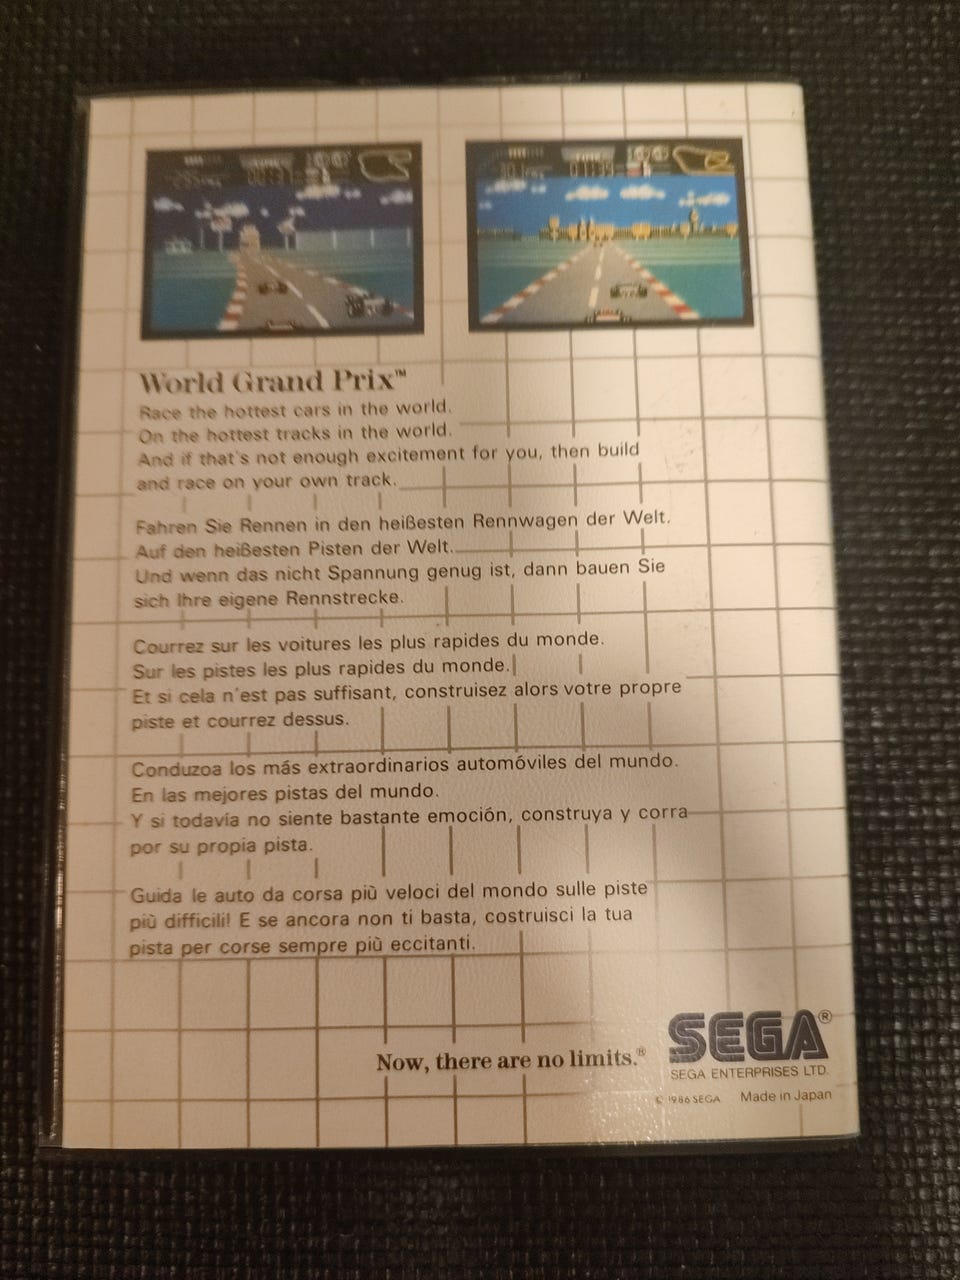 World Grand Prix™
Race the hottest cars in the world.
On the hottest tracks in the world.
And if that's not enough excitement for you, then build
and race on your own track.
Fahren Sie Rennen in den heißesten Rennwagen der Welt.
Auf den heißesten Pisten der Welt.
Und wenn das nicht Spannung genug ist, dann bauen Sie
sich Ihre eigene Rennstrecke.
Courrez sur les voitures les plus rapides du monde.
Sur les pistes les plus rapides du monde.
Et si cela n'est pas suffisant, construisez alors votre propre
piste et courrez dessus.
Conduzoa los más extraordinarios automóviles del mundo.
En las mejores pistas del mundo.
Y si todavía no siente bastante emoción, construya y corra
por su propia pista.
Guida le auto da corsa più veloci del mondo sulle piste
più difficili! E se ancora non ti basta, costruisci la tua
pista per corse sempre più eccitanti.
Now, there are no limits.®
SEGA®
SEGA ENTERPRISES LTD.
© 1986 SEGA Made in Japan